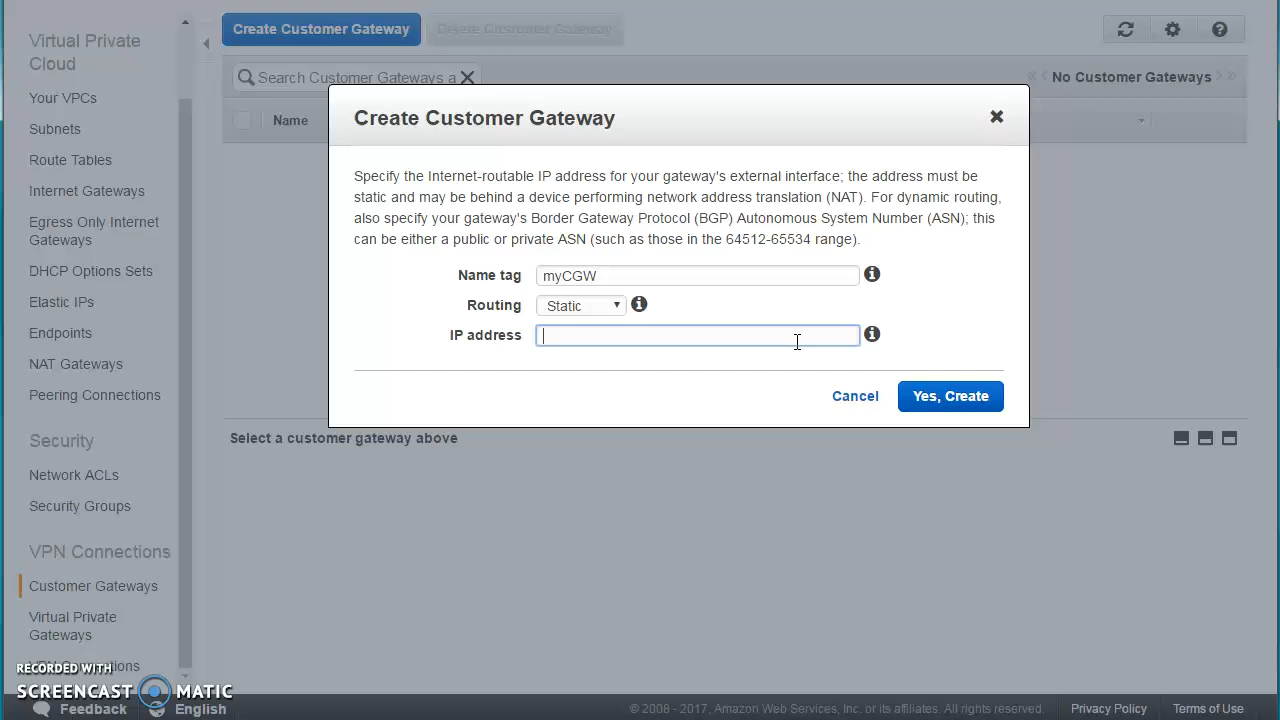 Virtual Private
Cloud
Your VPCs
Subnets
Route Tables
Internet Gateways
Egress Only Internet
Gateways
DHCP Options Sets
Elastic IPs
Endpoints
NAT Gateways
Peering Connections
Security
Network ACLs
Security Groups
VPN Connections
Customer Gateways
Virtual Private
Gateways
Create Customer Gateway
Delete Customer Gateway
Search Customer Gateways a
No Customer Gateways
Name
Create Customer Gateway
Specify the Internet-routable IP address for your gateway's external interface; the address must be
static and may be behind a device performing network address translation (NAT). For dynamic routing,
also specify your gateway's Border Gateway Protocol (BGP) Autonomous System Number (ASN); this
can be either a public or private ASN (such as those in the 64512-65534 range).
Name tag myCGW
Routing Static
IP address
Cancel Yes, Create
Select a customer gateway above
RECORDED WITH
SCREENCAST MATIC
Feedback English
© 2008 - 2017, Amazon Web Services, Inc. or its affiliates. All rights reserved. Privacy Policy Terms of Use